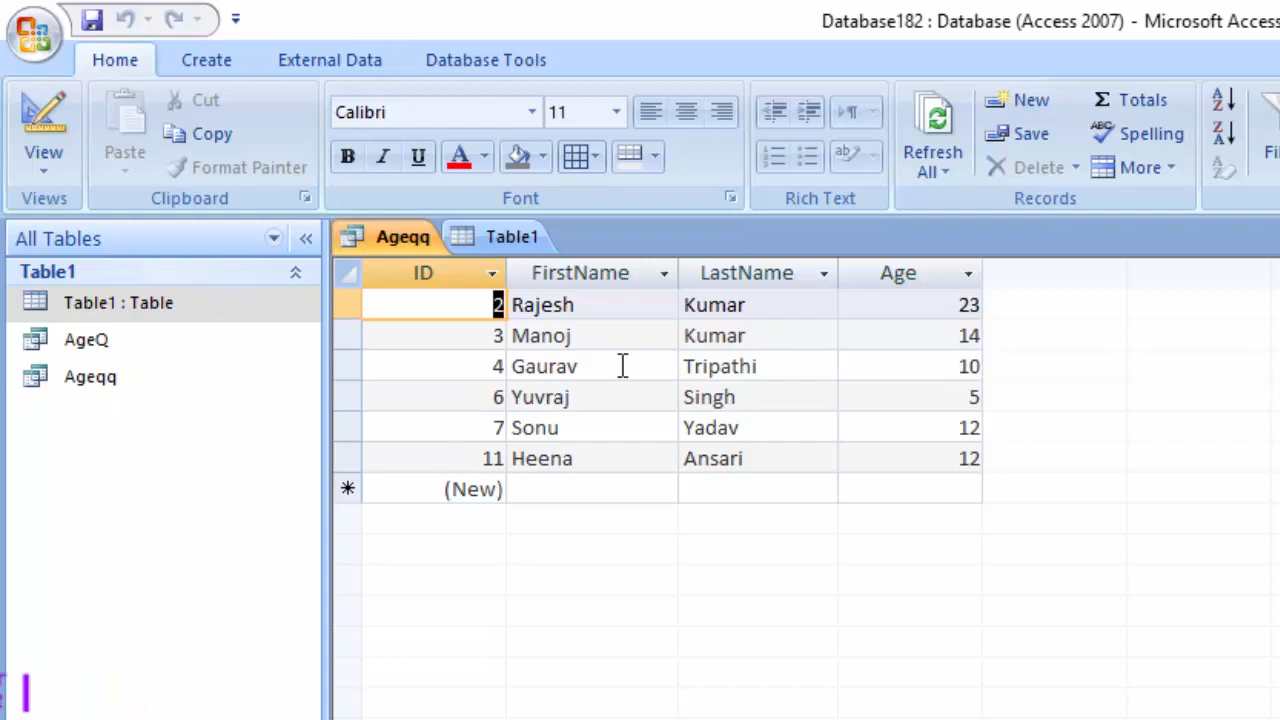 Database182 : Database (Access 2007) - Microsoft Access
Home Create External Data Database Tools
Cut
Calibri 11
New Σ Totals
Copy
Save Spelling
View Paste Refresh
Format Painter
All Delete More
Views Clipboard Font Rich Text Records
All Tables «
Ageqq Table1
Table1
ID FirstName LastName Age
Table1 : Table
2 Rajesh Kumar 23
AgeQ
3 Manoj Kumar 14
Ageqq
4 Gaurav Tripathi 10
6 Yuvraj Singh 5
7 Sonu Yadav 12
11 Heena Ansari 12
(New)